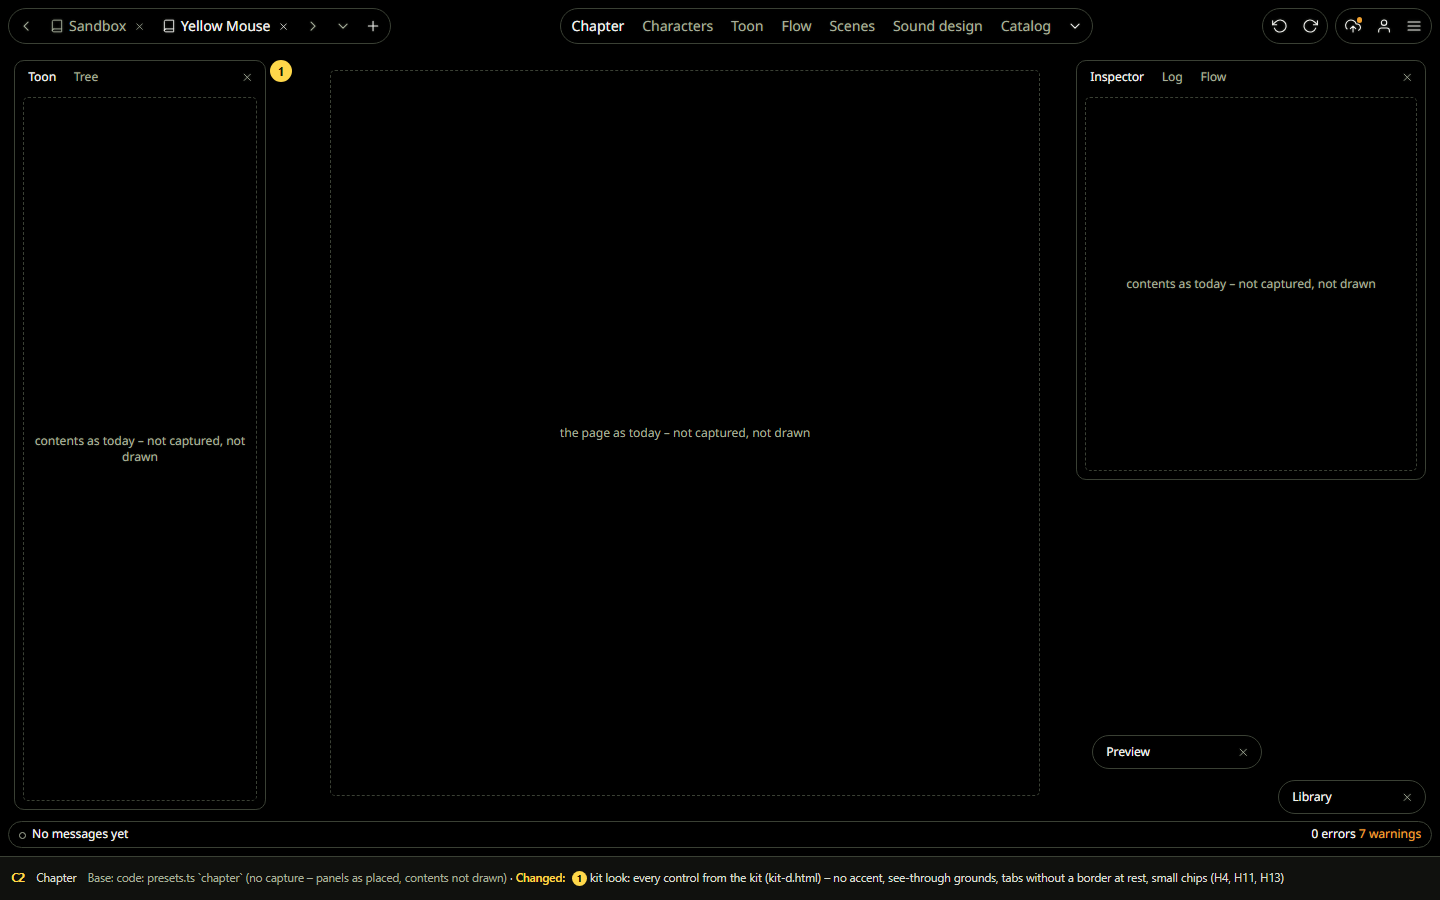 Sandbox Yellow Mouse
Chapter Characters Toon Flow Scenes Sound design Catalog
Toon Tree
1
Inspector Log Flow
contents as today – not captured, not drawn
the page as today – not captured, not drawn
contents as today – not captured, not
drawn
Preview
Library
No messages yet
0 errors 7 warnings
C2 Chapter Base: code: presets.ts `chapter` (no capture – panels as placed, contents not drawn) · Changed: 1 kit look: every control from the kit (kit-d.html) – no accent, see-through grounds, tabs without a border at rest, small chips (H4, H11, H13)